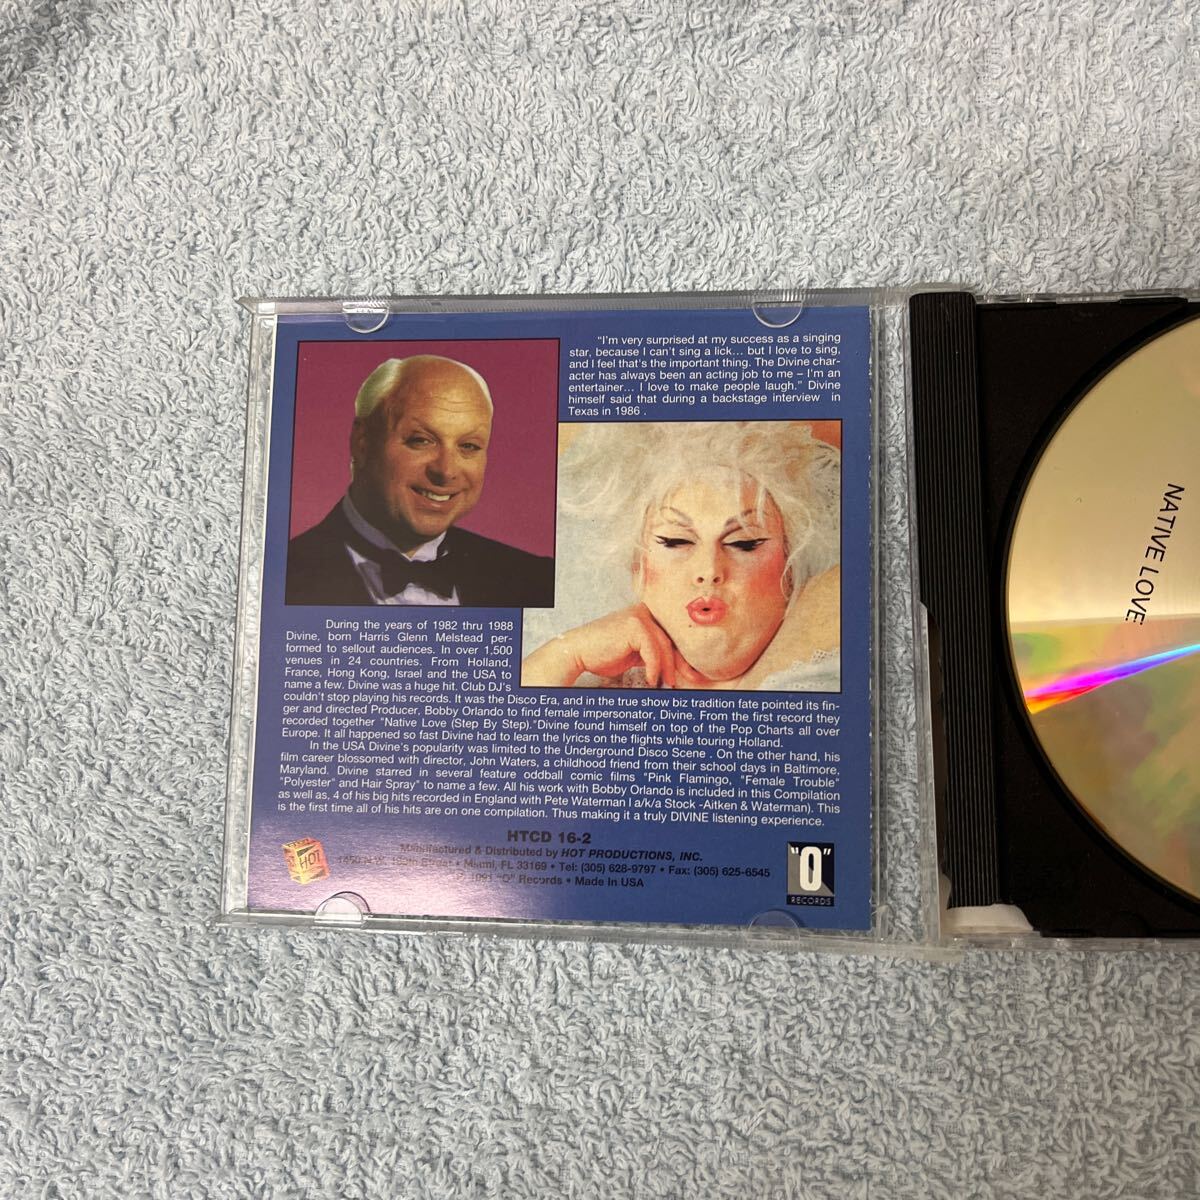 "I'm very surprised at my success as a singing
star, because I can't sing a lick... but I love to sing,
and I feel that's the important thing. The Divine char-
acter has always been an acting job to me – I'm an
entertainer... I love to make people laugh." Divine
himself said that during a backstage interview in
Texas in 1986 .
During the years of 1982 thru 1988
Divine, born Harris Glenn Melstead per-
formed to sellout audiences. In over 1,500
venues in 24 countries. From Holland,
France, Hong Kong, Israel and the USA to
name a few. Divine was a huge hit. Club DJ's
couldn't stop playing his records. It was the Disco Era, and in the true show biz tradition fate pointed its fin-
ger and directed Producer, Bobby Orlando to find female impersonator, Divine. From the first record they
recorded together "Native Love (Step By Step)."Divine found himself on top of the Pop Charts all over
Europe. It all happened so fast Divine had to learn the lyrics on the flights while touring Holland.
In the USA Divine's popularity was limited to the Underground Disco Scene . On the other hand, his
film career blossomed with director, John Waters, a childhood friend from their school days in Baltimore,
Maryland. Divine starred in several feature oddball comic films "Pink Flamingo, "Female Trouble"
"Polyester" and Hair Spray" to name a few. All his work with Bobby Orlando is included in this Compilation
as well as, 4 of his big hits recorded in England with Pete Waterman l a/k/a Stock -Aitken & Waterman). This
is the first time all of his hits are on one compilation. Thus making it a truly DIVINE listening experience.
HTCD 16-2
Manufactured & Distributed by HOT PRODUCTIONS, INC.
Street • Miami, FL 33169 • Tel: (305) 628-9797 • Fax: (305) 625-6545
1991 "O" Records • Made in USA
HOT
"O"
RECORDS
NATIVE LOVE